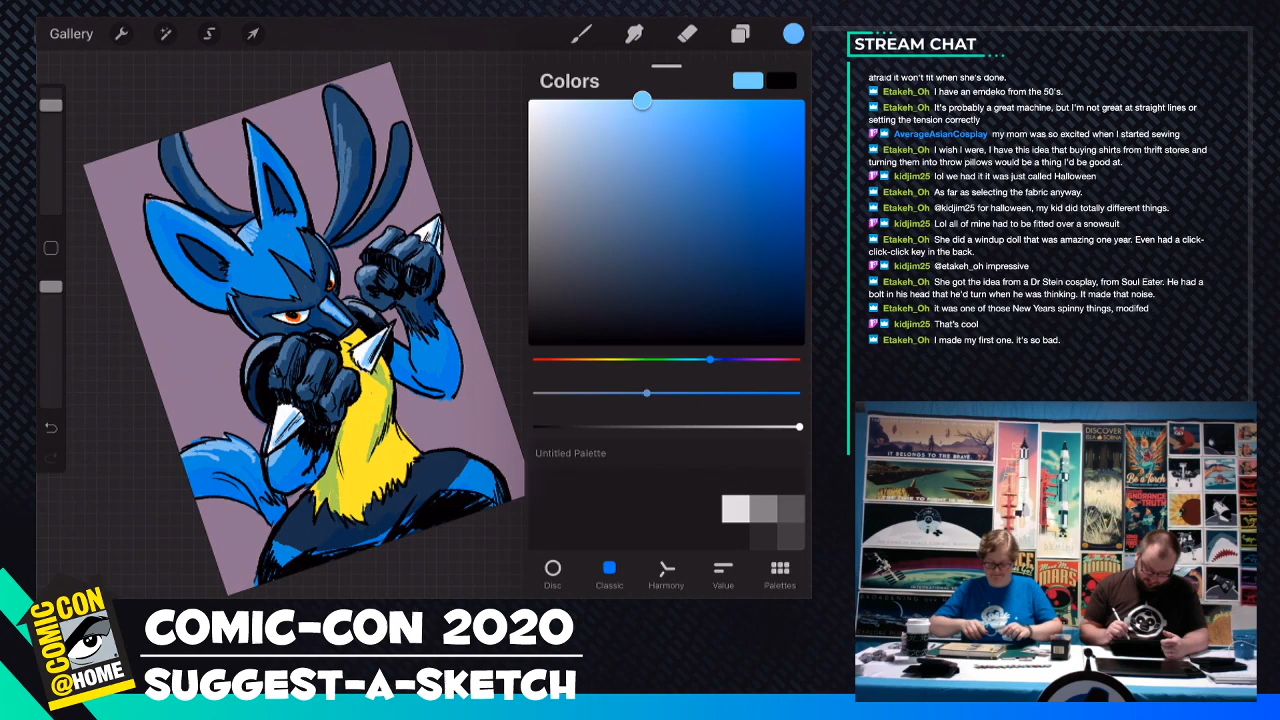 Gallery
Colors
Untitled Palette
Disc
Classic
Harmony
Value
Palettes
STREAM CHAT
afraid it won't fit when she's done.
Etakeh_Oh I have an emdeko from the 50's.
Etakeh_Oh It's probably a great machine, but I'm not great at straight lines or
setting the tension correctly
AverageAsianCosplay my mom was so excited when I started sewing
Etakeh_Oh I wish I were, I have this idea that buying shirts from thrift stores and
turning them into throw pillows would be a thing I'd be good at.
kidjim25 lol we had it it was just called Halloween
Etakeh_Oh As far as selecting the fabric anyway.
Etakeh_Oh @kidjim25 for halloween, my kid did totally different things.
kidjim25 Lol all of mine had to be fitted over a snowsuit
Etakeh_Oh She did a windup doll that was amazing one year. Even had a click-
click-click key in the back.
kidjim25 @etakeh_oh impressive
Etakeh_Oh She got the idea from a Dr Stein cosplay, from Soul Eater. He had a
bolt in his head that he'd turn when he was thinking. It made that noise.
Etakeh_Oh it was one of those New Years spinny things, modifed
kidjim25 That's cool
Etakeh_Oh I made my first one. it's so bad.
IT BELONGS TO THE BRAVE
DISCOVER
ISLA SORNA
Be a Torch
COMIC CON
@HOME
COMIC-CON 2020
SUGGEST-A-SKETCH